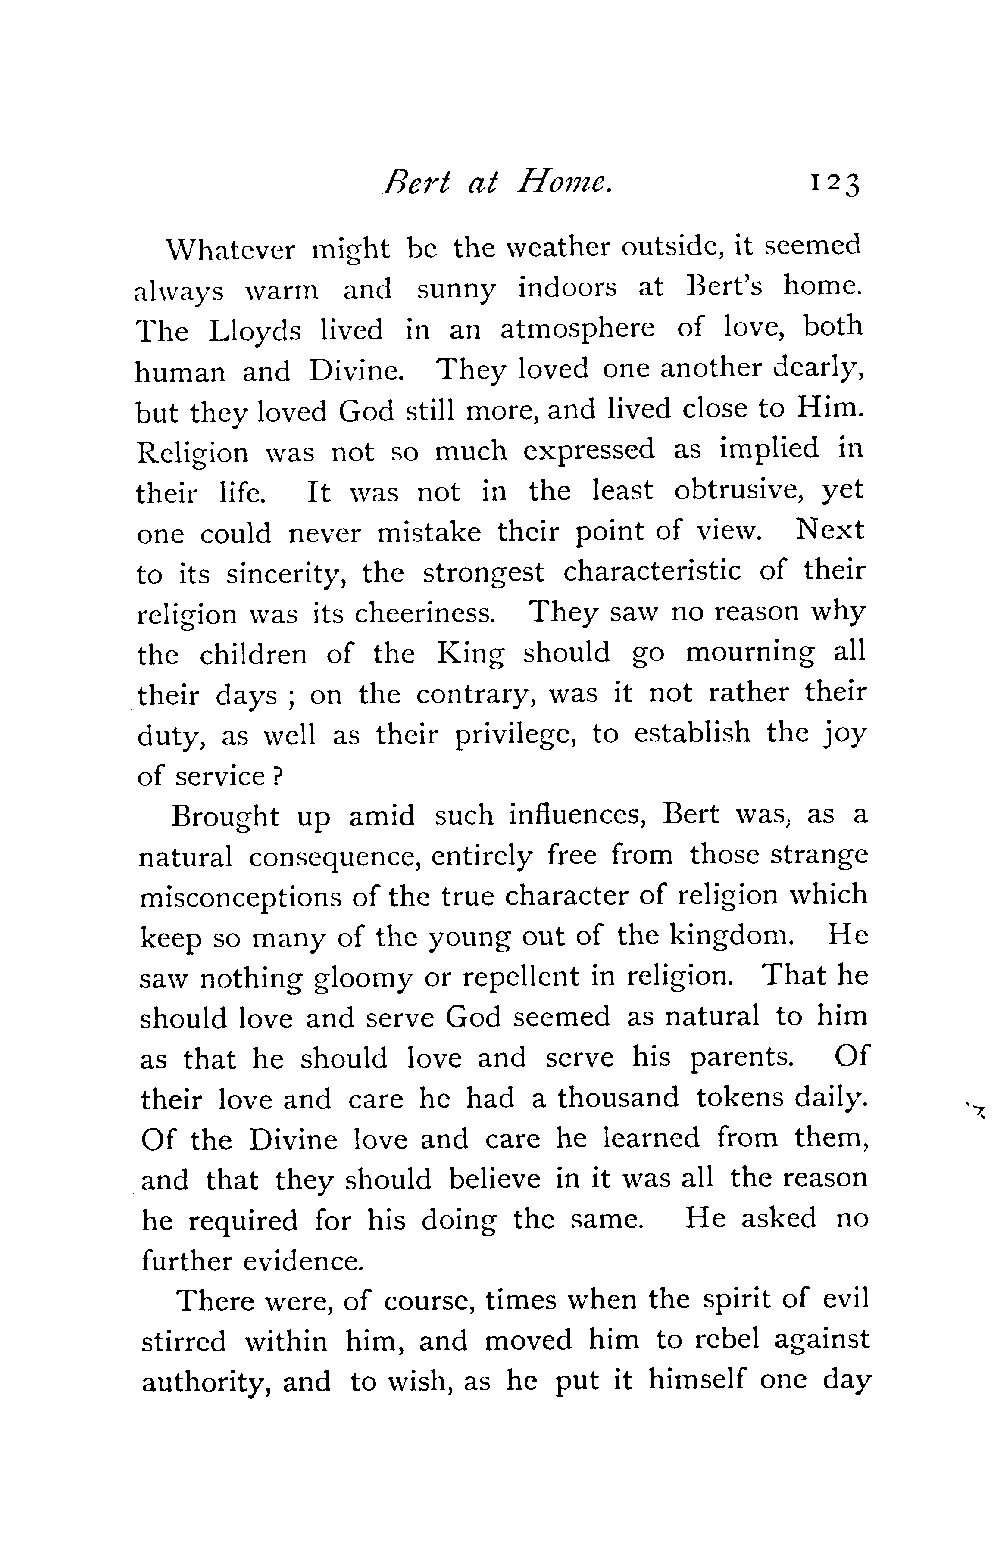 Bert at Home. 123
Whatever might be the weather outside, it seemed
always warm and sunny indoors at Bert's home.
The Lloyds lived in an atmosphere of love, both
human and Divine. They loved one another dearly,
but they loved God still more, and lived close to Him.
Religion was not so much expressed as implied in
their life. It was not in the least obtrusive, yet
one could never mistake their point of view. Next
to its sincerity, the strongest characteristic of their
religion was its cheeriness. They saw no reason why
the children of the King should go mourning all
their days ; on the contrary, was it not rather their
duty, as well as their privilege, to establish the joy
of service ?
Brought up amid such influences, Bert was, as a
natural consequence, entirely free from those strange
misconceptions of the true character of religion which
keep so many of the young out of the kingdom. He
saw nothing gloomy or repellent in religion. That he
should love and serve God seemed as natural to him
as that he should love and serve his parents. Of
their love and care he had a thousand tokens daily.
Of the Divine love and care he learned from them,
and that they should believe in it was all the reason
he required for his doing the same. He asked no
further evidence.
There were, of course, times when the spirit of evil
stirred within him, and moved him to rebel against
authority, and to wish, as he put it himself one day